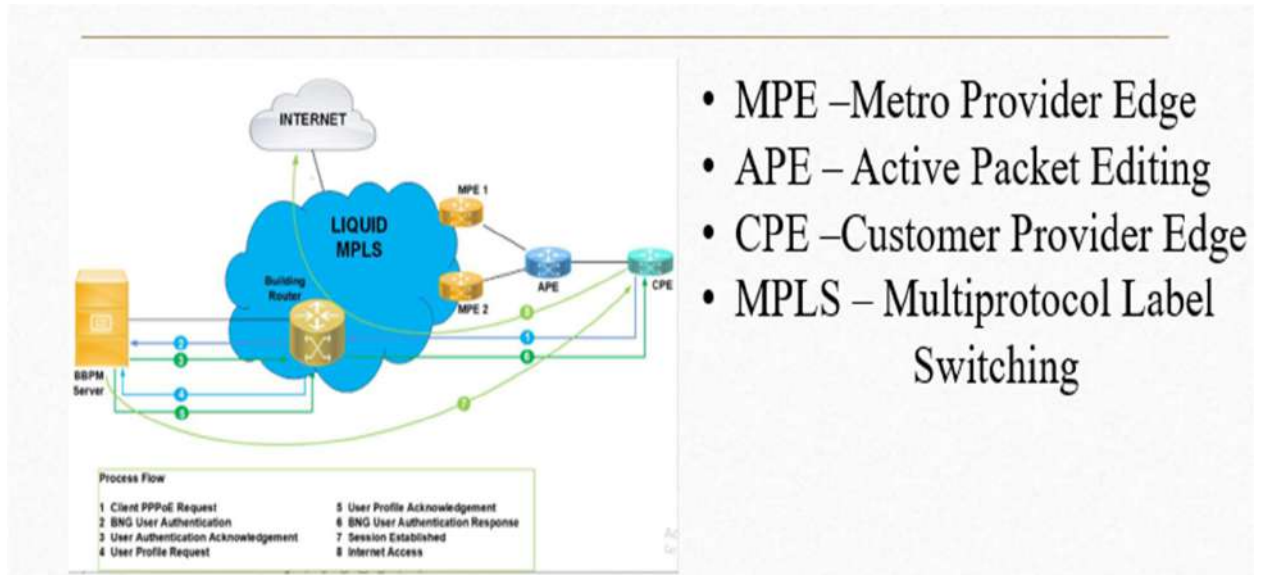 INTERNET
LIQUID
MPLS
MPE 1
MPE 2
APE
CPE
Building
Router
BBPM
Server
1
2
3
4
5
6
7
8
Process Flow
1 Client PPPoE Request
2 BNG User Authentication
3 User Authentication Acknowledgement
4 User Profile Request
5 User Profile Acknowledgement
6 BNG User Authentication Response
7 Session Established
8 Internet Access
• MPE –Metro Provider Edge
• APE – Active Packet Editing
• CPE –Customer Provider Edge
• MPLS – Multiprotocol Label
Switching